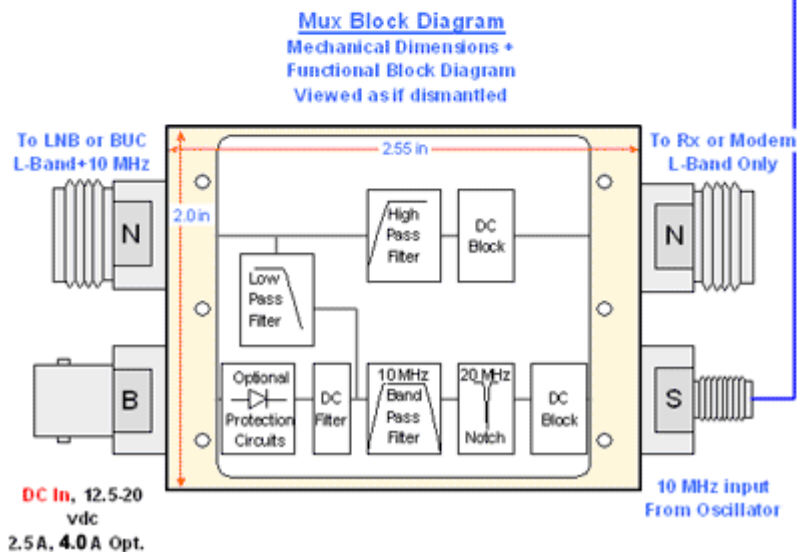 Mux Block Diagram
Mechanical Dimensions +
Functional Block Diagram
Viewed as if dismantled
To LNB or BUC
L-Band+10 MHz
2.55 in
To Rx or Modem
L-Band Only
2.0 in
N
High
Pass
Filter
DC
Block
N
Low
Pass
Filter
B
Optional
Protection
Circuits
DC
Filter
10 MHz
Band
Pass
Filter
20 MHz
Notch
DC
Block
S
DC In, 12.5-20
vdc
2.5 A, 4.0 A Opt.
10 MHz input
From Oscillator